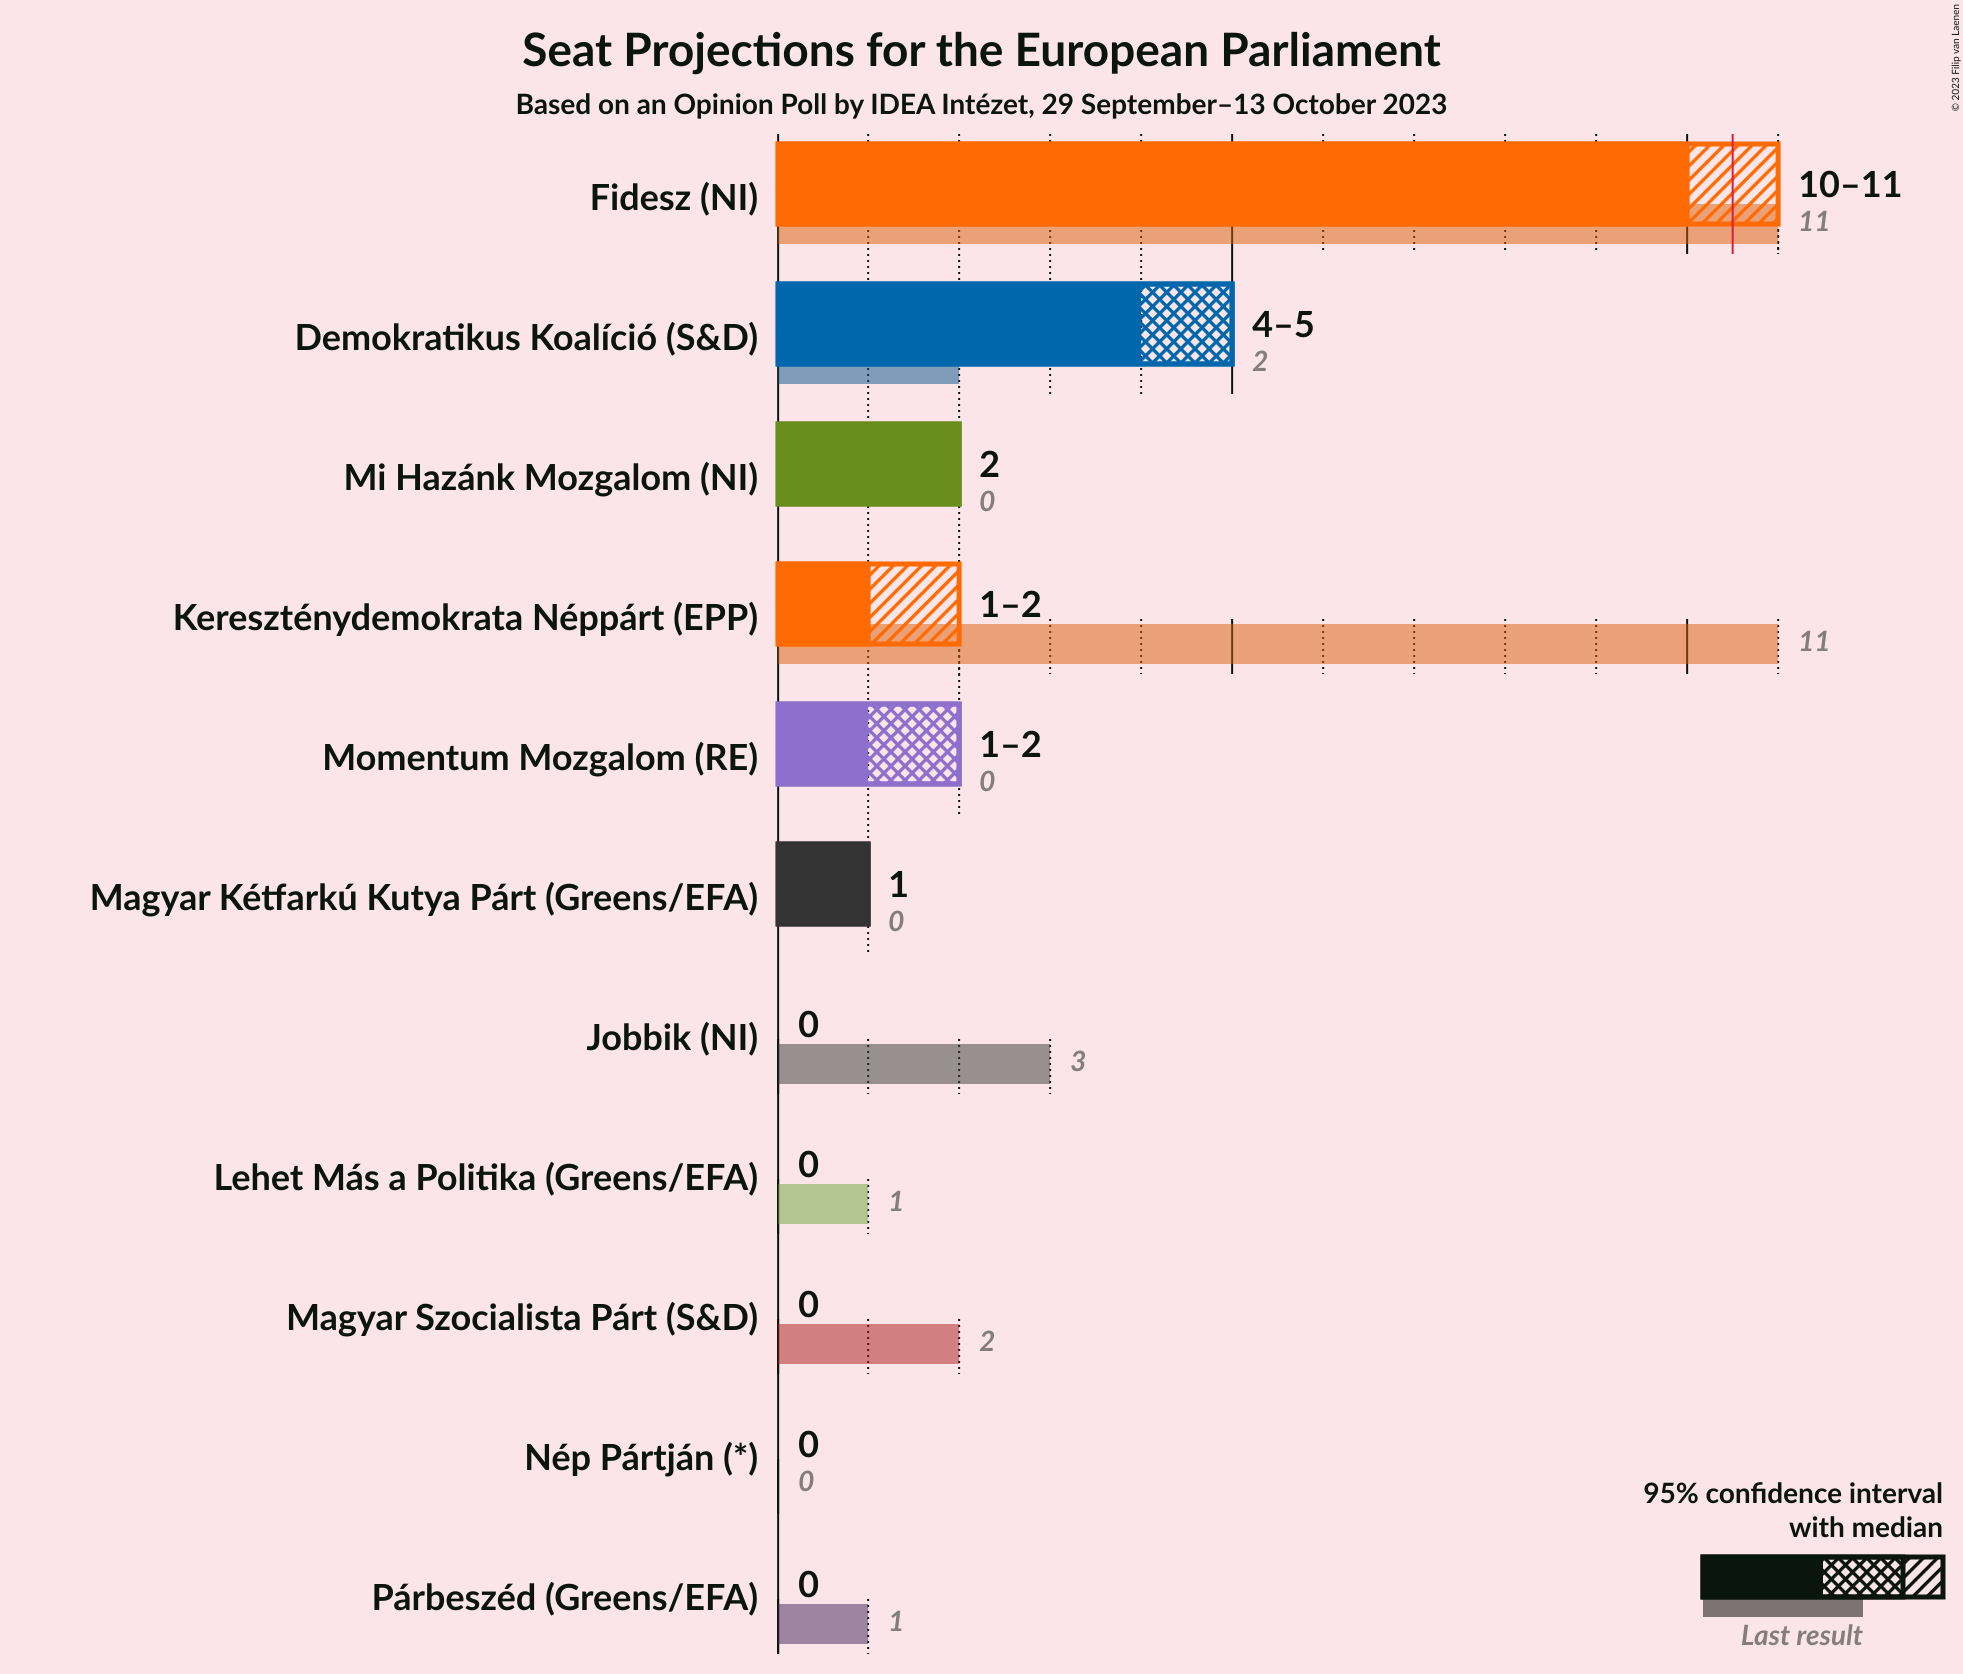 Seat Projections for the European Parliament
Based on an Opinion Poll by IDEA Intézet, 29 September–13 October 2023
© 2023 Filip van Laenen
Fidesz (NI)
10–11
11
Demokratikus Koalíció (S&D)
4–5
2
Mi Hazánk Mozgalom (NI)
2
0
Kereszténydemokrata Néppárt (EPP)
1–2
11
Momentum Mozgalom (RE)
1–2
0
Magyar Kétfarkú Kutya Párt (Greens/EFA)
1
0
Jobbik (NI)
0
3
Lehet Más a Politika (Greens/EFA)
0
1
Magyar Szocialista Párt (S&D)
0
2
Nép Pártján (*)
0
0
Párbeszéd (Greens/EFA)
0
1
95% confidence interval
with median
Last result